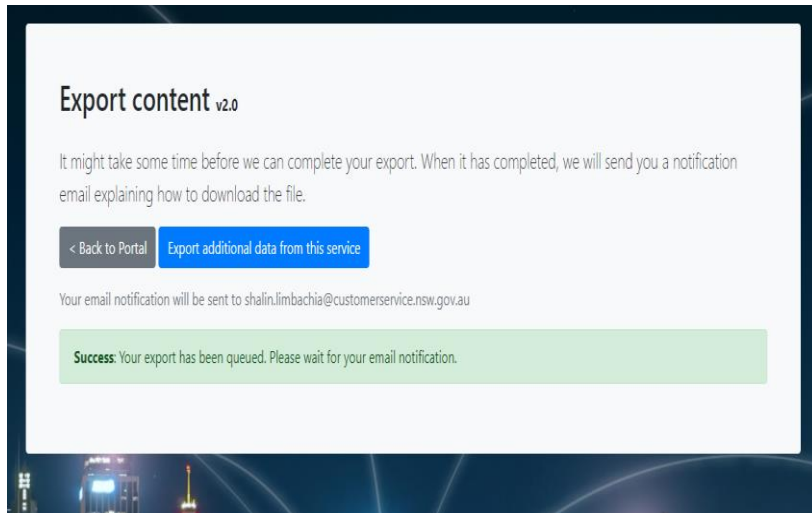 Export content v2.0
It might take some time before we can complete your export. When it has completed, we will send you a notification
email explaining how to download the file.
< Back to Portal Export additional data from this service
Your email notification will be sent to shalin.limbachia@customerservice.nsw.gov.au
Success: Your export has been queued. Please wait for your email notification.